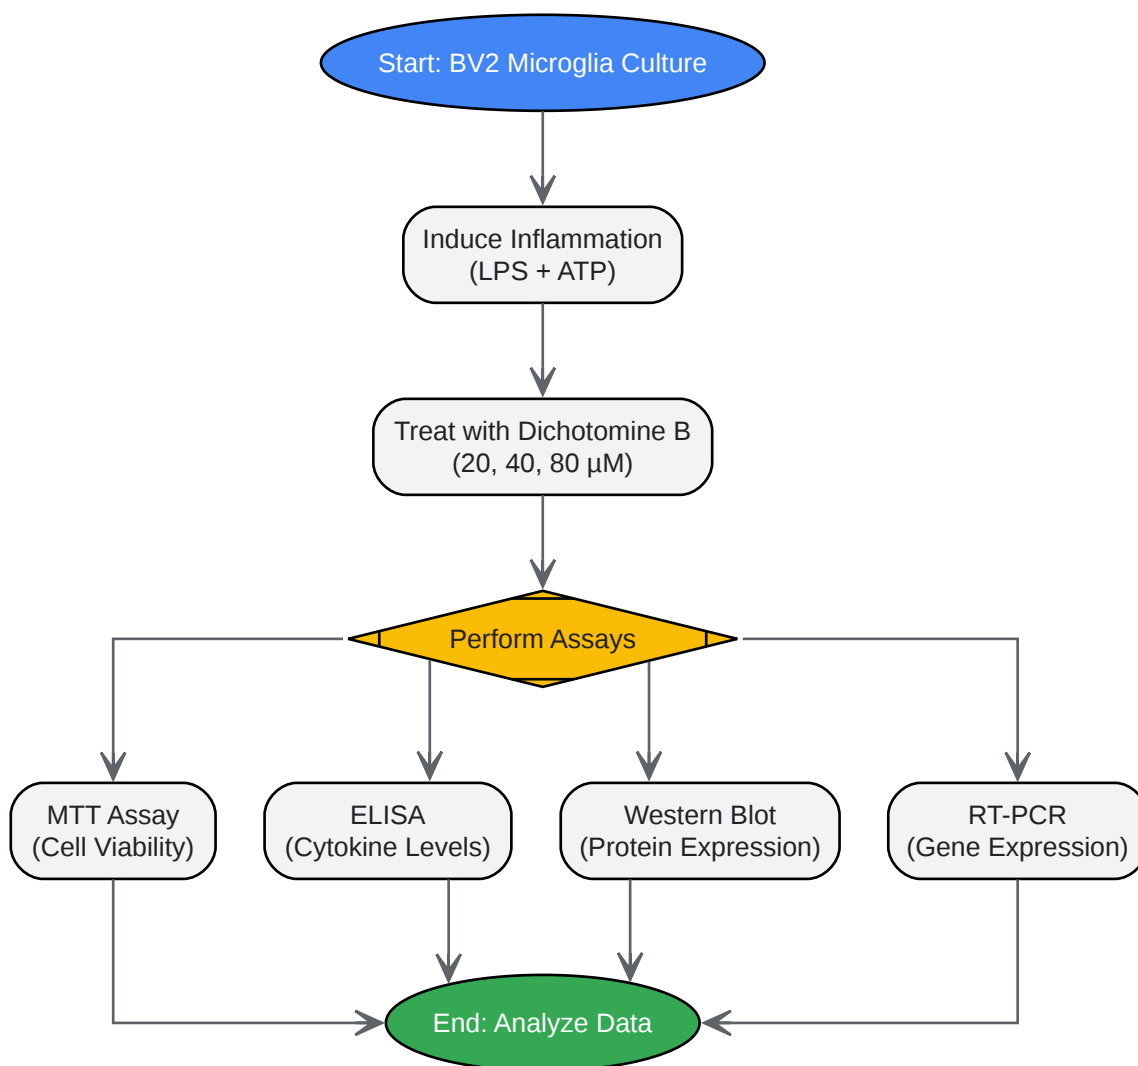 Start: BV2 Microglia Culture
Induce Inflammation
(LPS + ATP)
Treat with Dichotomine B
(20, 40, 80 µM)
Perform Assays
MTT Assay
(Cell Viability)
ELISA
(Cytokine Levels)
Western Blot
(Protein Expression)
RT-PCR
(Gene Expression)
End: Analyze Data